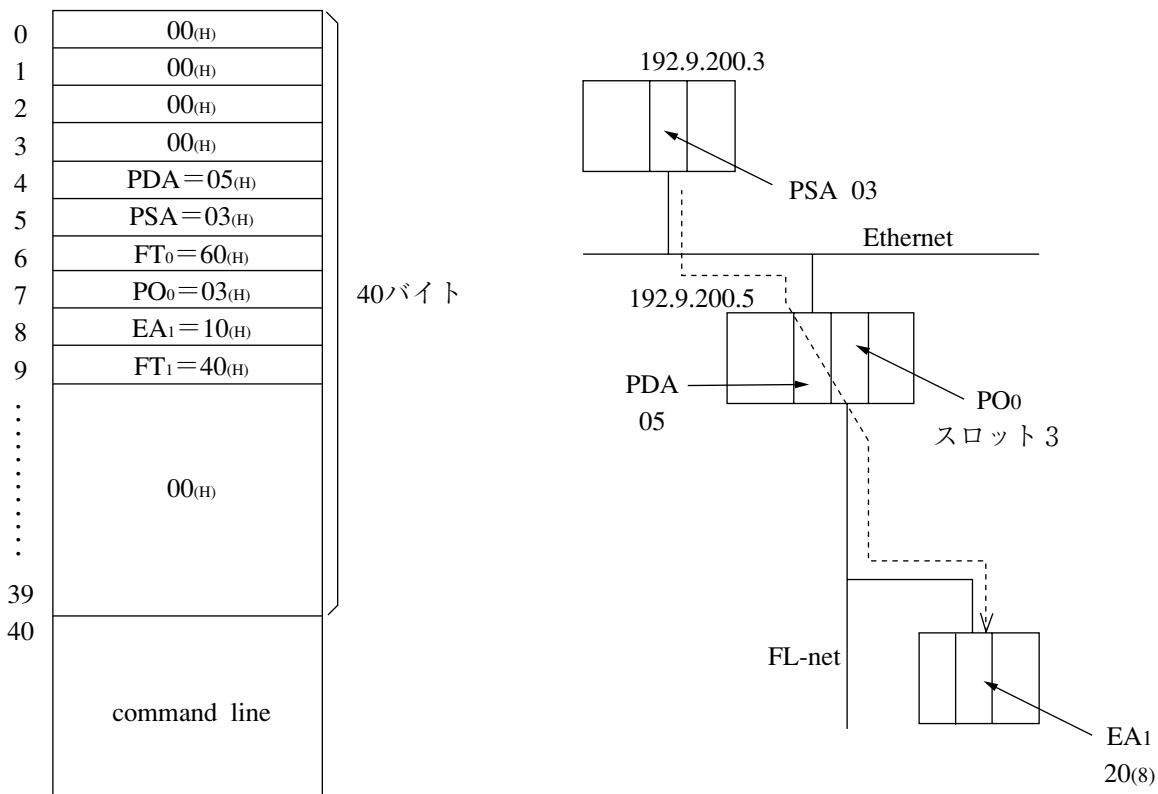 0 00(H)
1 00(H)
2 00(H)
3 00(H)
4 PDA＝05(H)
5 PSA＝03(H)
6 FT0＝60(H)
7 PO0＝03(H)
8 EA1＝10(H)
9 FT1＝40(H)
00(H)
39
40
command line
40バイト
192.9.200.3
PSA 03
Ethernet
192.9.200.5
PDA
05
PO0
スロット3
FL-net
EA1
20(8)